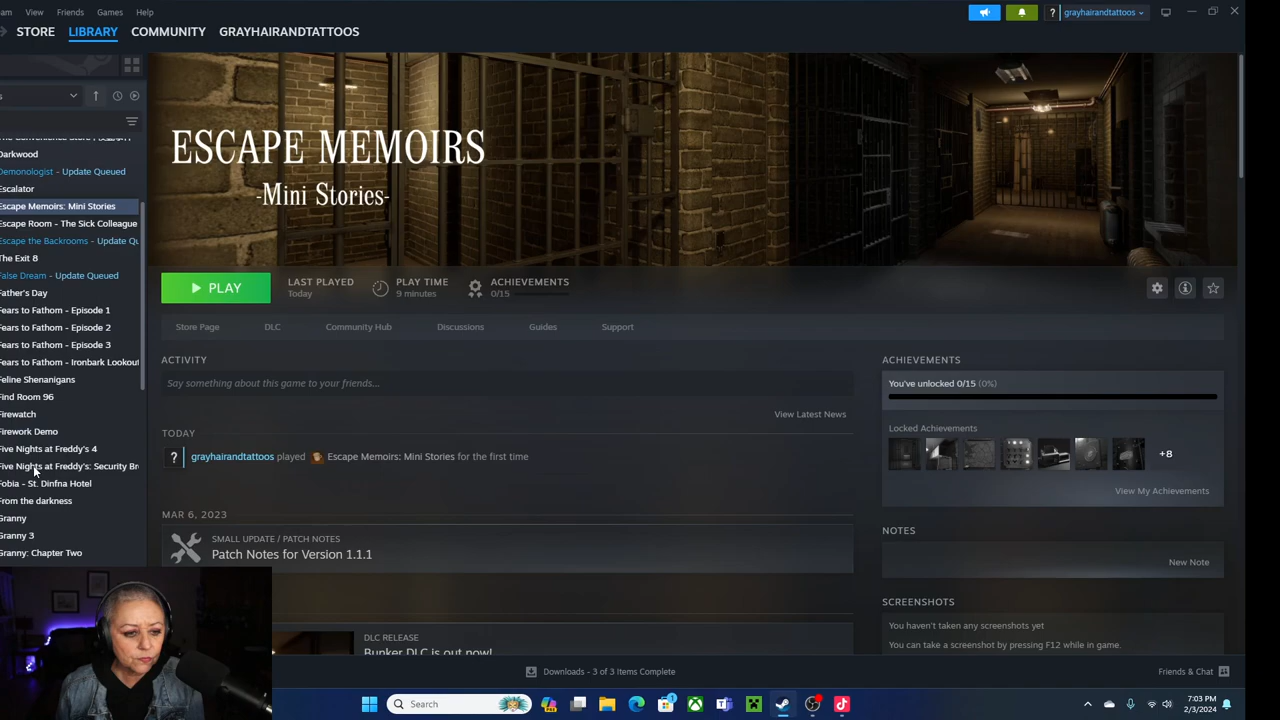 am View Friends Games Help
grayhairandtattoos
STORE LIBRARY COMMUNITY GRAYHAIRANDTATTOOS
s
Darkwood
Demonologist - Update Queued
Escalator
Escape Memoirs: Mini Stories
Escape Room - The Sick Colleague
Escape the Backrooms - Update Qu
The Exit 8
False Dream - Update Queued
Father's Day
Fears to Fathom - Episode 1
Fears to Fathom - Episode 2
Fears to Fathom - Episode 3
Fears to Fathom - Ironbark Lookout
Feline Shenanigans
Find Room 96
Firewatch
Firework Demo
Five Nights at Freddy's 4
Five Nights at Freddy's: Security Br
Fobia - St. Dinfna Hotel
From the darkness
Granny
Granny 3
Granny: Chapter Two
ESCAPE MEMOIRS
-Mini Stories-
PLAY
LAST PLAYED
Today
PLAY TIME
9 minutes
ACHIEVEMENTS
0/15
Store Page DLC Community Hub Discussions Guides Support
ACTIVITY
Say something about this game to your friends...
View Latest News
TODAY
grayhairandtattoos played Escape Memoirs: Mini Stories for the first time
MAR 6, 2023
SMALL UPDATE / PATCH NOTES
Patch Notes for Version 1.1.1
DLC RELEASE
Bunker DLC is out now!
ACHIEVEMENTS
You've unlocked 0/15 (0%)
Locked Achievements
+8
View My Achievements
NOTES
New Note
SCREENSHOTS
You haven't taken any screenshots yet
You can take a screenshot by pressing F12 while in game.
Downloads - 3 of 3 Items Complete
Friends & Chat
Search
7:03 PM
2/3/2024